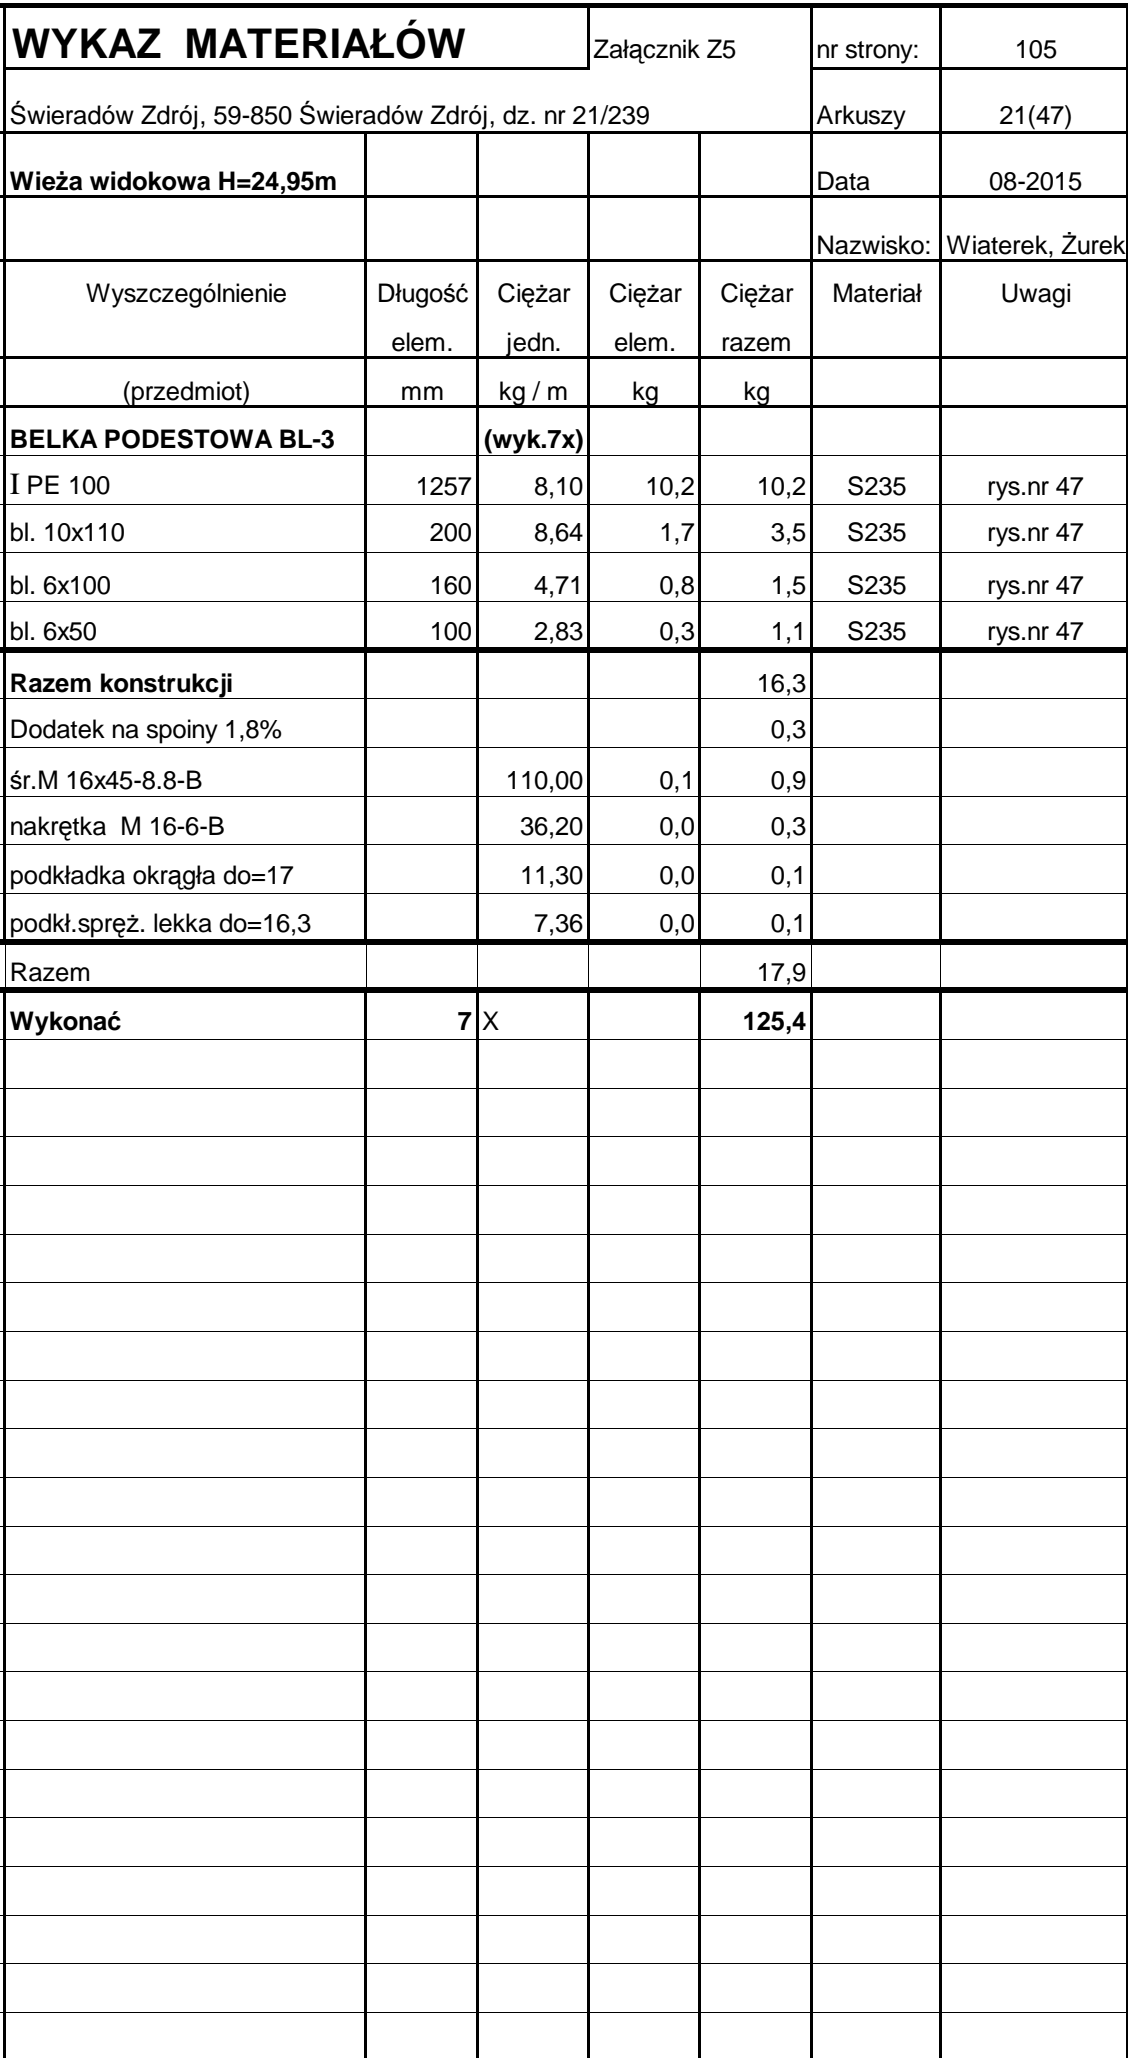 WYKAZ  MATERIAŁÓW Załącznik Z5 nr strony: 105
Świeradów Zdrój, 59-850 Świeradów Zdrój, dz. nr 21/239 Arkuszy 21(47)
Wieża widokowa H=24,95m Data 08-2015
Nazwisko: Wiaterek, Żurek
Wyszczególnienie Długość Ciężar Ciężar Ciężar Materiał Uwagi
elem. jedn. elem. razem
(przedmiot) mm kg / m kg kg
BELKA PODESTOWA BL-3 (wyk.7x)
I PE 100 1257 8,10 10,2 10,2 S235 rys.nr 47
bl. 10x110 200 8,64 1,7 3,5 S235 rys.nr 47
bl. 6x100 160 4,71 0,8 1,5 S235 rys.nr 47
bl. 6x50 100 2,83 0,3 1,1 S235 rys.nr 47
Razem konstrukcji 16,3
Dodatek na spoiny 1,8% 0,3
śr.M 16x45-8.8-B 110,00 0,1 0,9
nakrętka  M 16-6-B 36,20 0,0 0,3
podkładka okrągła do=17 11,30 0,0 0,1
podkł.spręż. lekka do=16,3 7,36 0,0 0,1
Razem 17,9
Wykonać 7 X 125,4